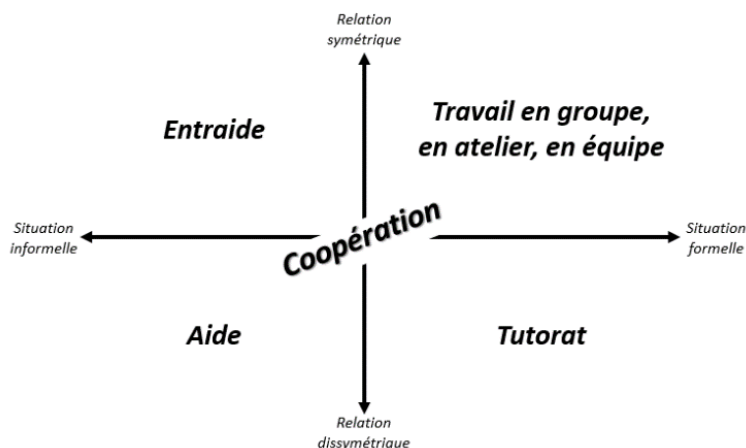 Relation
symétrique
Entraide
Travail en groupe,
en atelier, en équipe
Situation
informelle
Coopération
Situation
formelle
Aide
Tutorat
Relation
dissymétrique